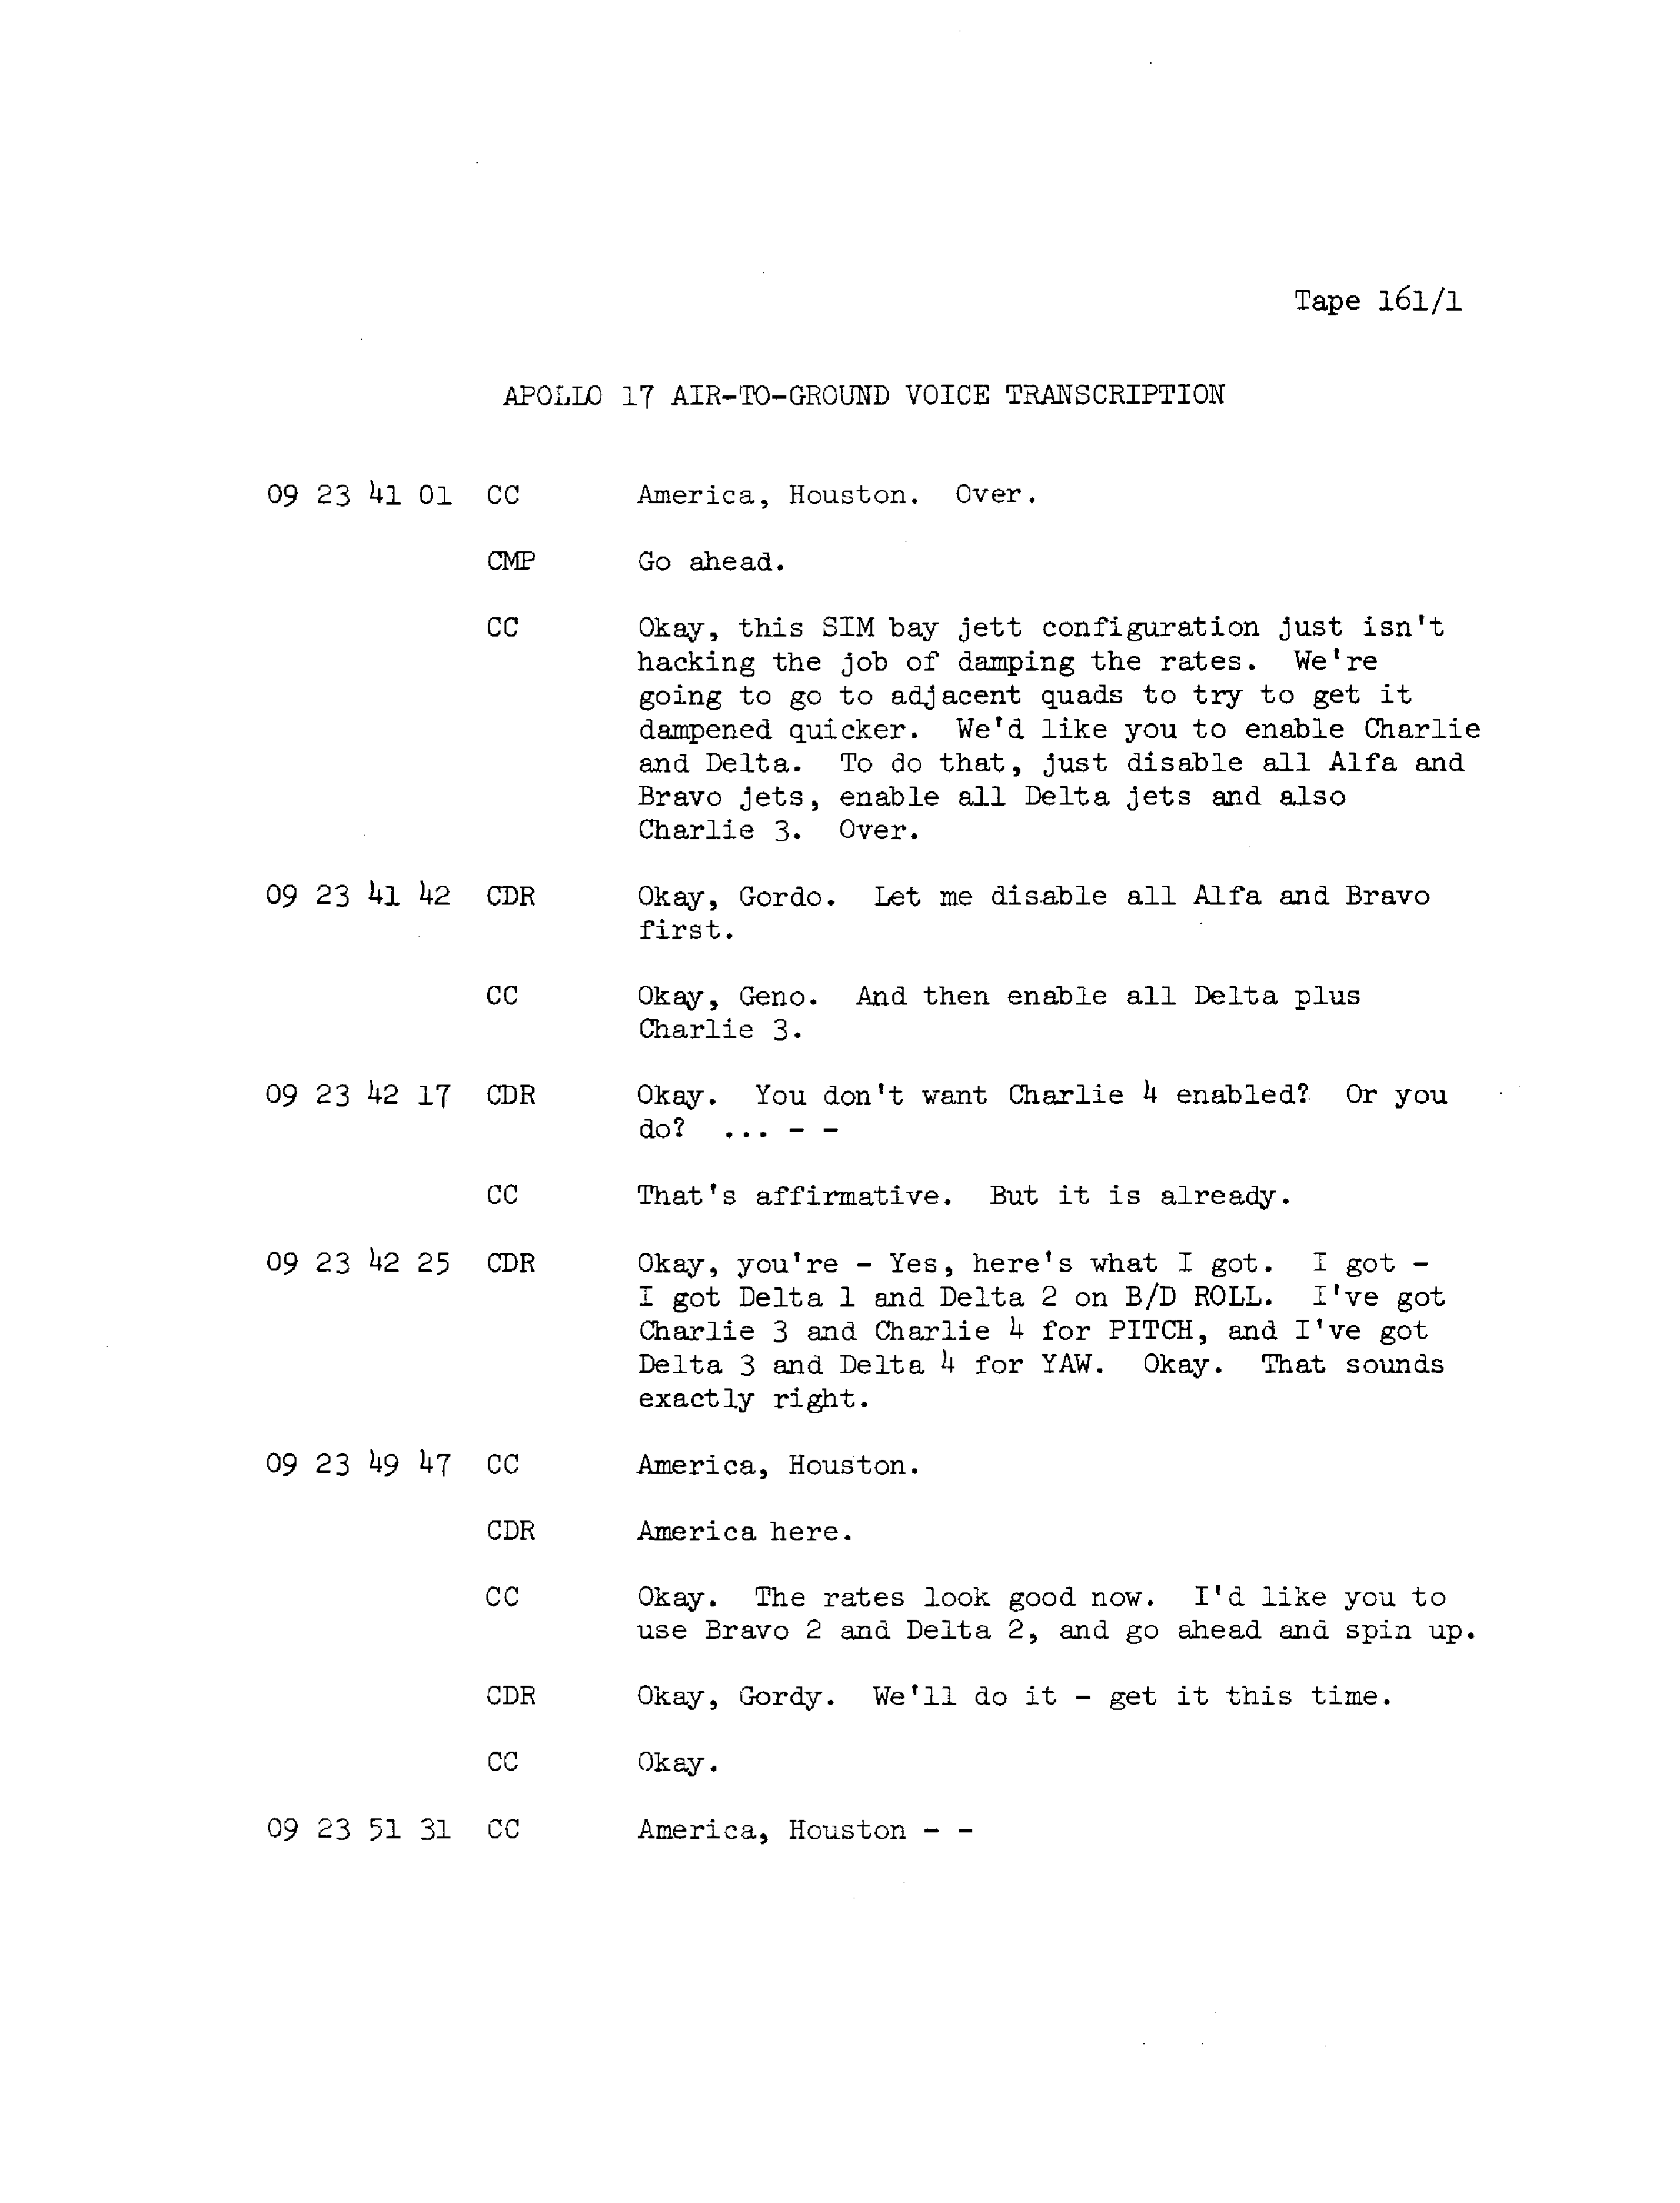 Tape 161/1
APOLLO 17 AIR-TO-GROUND VOICE TRANSCRIPTION
09 23 41 01 CC America, Houston. Over.
CMP Go ahead.
CC Okay, this SIM bay jett configuration just isn't
hacking the job of damping the rates. We're
going to go to adjacent quads to try to get it
dampened quicker. We'd like you to enable Charlie
and Delta. To do that, just disable all Alfa and
Bravo jets, enable all Delta jets and also
Charlie 3. Over.
09 23 41 42 CDR Okay, Gordo. Let me disable all Alfa and Bravo
first.
CC Okay, Geno. And then enable all Delta plus
Charlie 3.
09 23 42 17 CDR Okay. You don't want Charlie 4 enabled? Or you
do? ... - -
CC That's affirmative. But it is already.
09 23 42 25 CDR Okay, you're - Yes, here's what I got. I got -
I got Delta 1 and Delta 2 on B/D ROLL. I've got
Charlie 3 and Charlie 4 for PITCH, and I've got
Delta 3 and Delta 4 for YAW. Okay. That sounds
exactly right.
09 23 49 47 CC America, Houston.
CDR America here.
CC Okay. The rates look good now. I'd like you to
use Bravo 2 and Delta 2, and go ahead and spin up.
CDR Okay, Gordy. We'll do it - get it this time.
CC Okay.
09 23 51 31 CC America, Houston - -